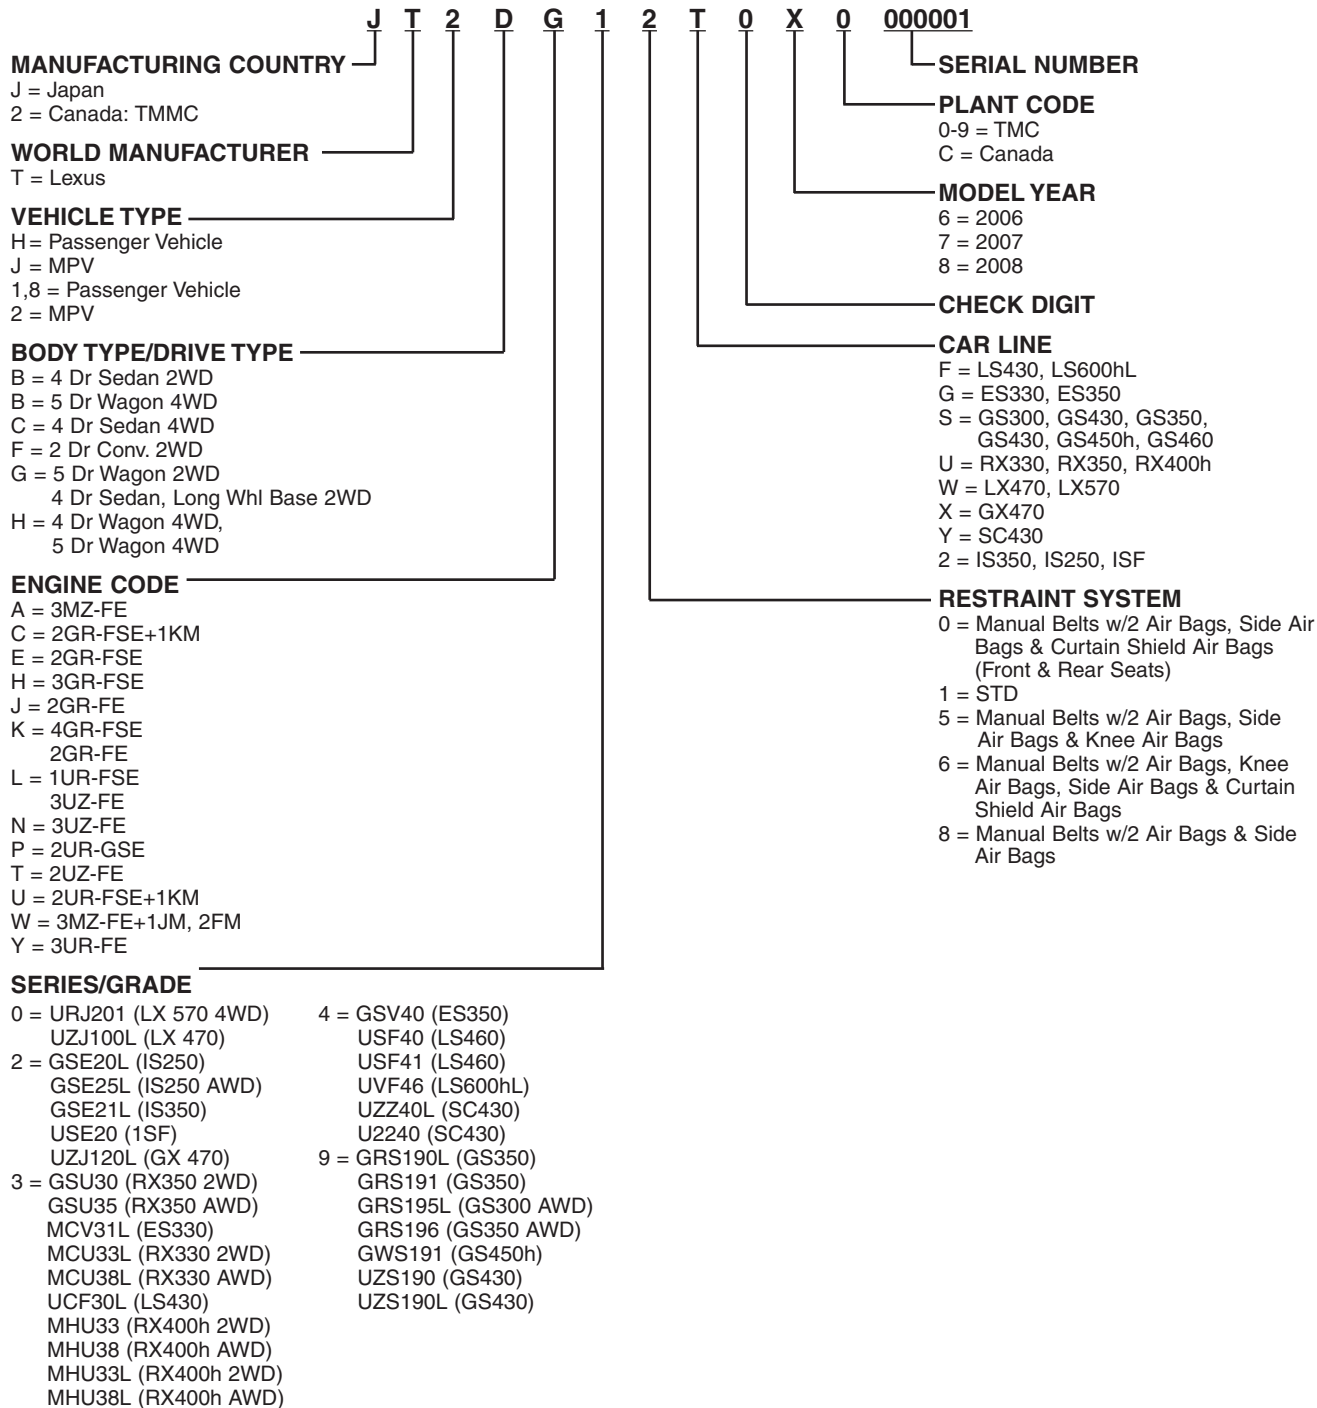 J T 2 D G 1 2 T 0 X 0 000001
MANUFACTURING COUNTRY
J = Japan
2 = Canada: TMMC
WORLD MANUFACTURER
T = Lexus
VEHICLE TYPE
H = Passenger Vehicle
J = MPV
1,8 = Passenger Vehicle
2 = MPV
BODY TYPE/DRIVE TYPE
B = 4 Dr Sedan 2WD
B = 5 Dr Wagon 4WD
C = 4 Dr Sedan 4WD
F = 2 Dr Conv. 2WD
G = 5 Dr Wagon 2WD
4 Dr Sedan, Long Whl Base 2WD
H = 4 Dr Wagon 4WD,
5 Dr Wagon 4WD
ENGINE CODE
A = 3MZ-FE
C = 2GR-FSE+1KM
E = 2GR-FSE
H = 3GR-FSE
J = 2GR-FE
K = 4GR-FSE
2GR-FE
L = 1UR-FSE
3UZ-FE
N = 3UZ-FE
P = 2UR-GSE
T = 2UZ-FE
U = 2UR-FSE+1KM
W = 3MZ-FE+1JM, 2FM
Y = 3UR-FE
SERIES/GRADE
0 = URJ201 (LX 570 4WD)
UZJ100L (LX 470)
2 = GSE20L (IS250)
GSE25L (IS250 AWD)
GSE21L (IS350)
USE20 (1SF)
UZJ120L (GX 470)
3 = GSU30 (RX350 2WD)
GSU35 (RX350 AWD)
MCV31L (ES330)
MCU33L (RX330 2WD)
MCU38L (RX330 AWD)
UCF30L (LS430)
MHU33 (RX400h 2WD)
MHU38 (RX400h AWD)
MHU33L (RX400h 2WD)
MHU38L (RX400h AWD)
4 = GSV40 (ES350)
USF40 (LS460)
USF41 (LS460)
UVF46 (LS600hL)
UZZ40L (SC430)
U2240 (SC430)
9 = GRS190L (GS350)
GRS191 (GS350)
GRS195L (GS300 AWD)
GRS196 (GS350 AWD)
GWS191 (GS450h)
UZS190 (GS430)
UZS190L (GS430)
SERIAL NUMBER
PLANT CODE
0-9 = TMC
C = Canada
MODEL YEAR
6 = 2006
7 = 2007
8 = 2008
CHECK DIGIT
CAR LINE
F = LS430, LS600hL
G = ES330, ES350
S = GS300, GS430, GS350,
GS430, GS450h, GS460
U = RX330, RX350, RX400h
W = LX470, LX570
X = GX470
Y = SC430
2 = IS350, IS250, ISF
RESTRAINT SYSTEM
0 = Manual Belts w/2 Air Bags, Side Air
Bags & Curtain Shield Air Bags
(Front & Rear Seats)
1 = STD
5 = Manual Belts w/2 Air Bags, Side
Air Bags & Knee Air Bags
6 = Manual Belts w/2 Air Bags, Knee
Air Bags, Side Air Bags & Curtain
Shield Air Bags
8 = Manual Belts w/2 Air Bags & Side
Air Bags